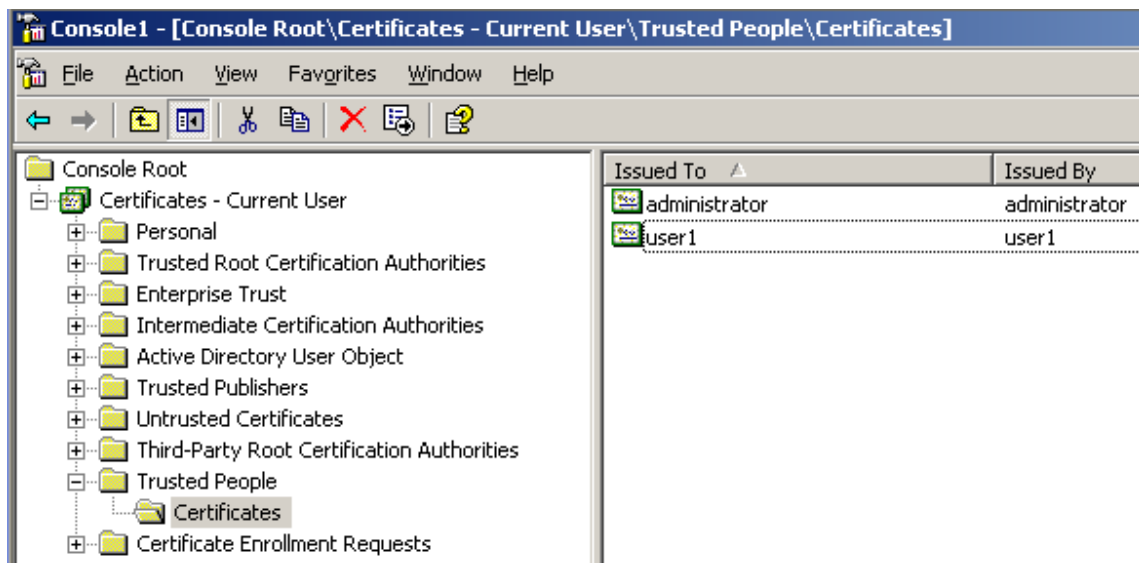 Console1 - [Console Root\Certificates - Current User\Trusted People\Certificates]
File Action View Favorites Window Help
Console Root
Certificates - Current User
Personal
Trusted Root Certification Authorities
Enterprise Trust
Intermediate Certification Authorities
Active Directory User Object
Trusted Publishers
Untrusted Certificates
Third-Party Root Certification Authorities
Trusted People
Certificates
Certificate Enrollment Requests
Issued To Issued By
administrator administrator
user1 user1